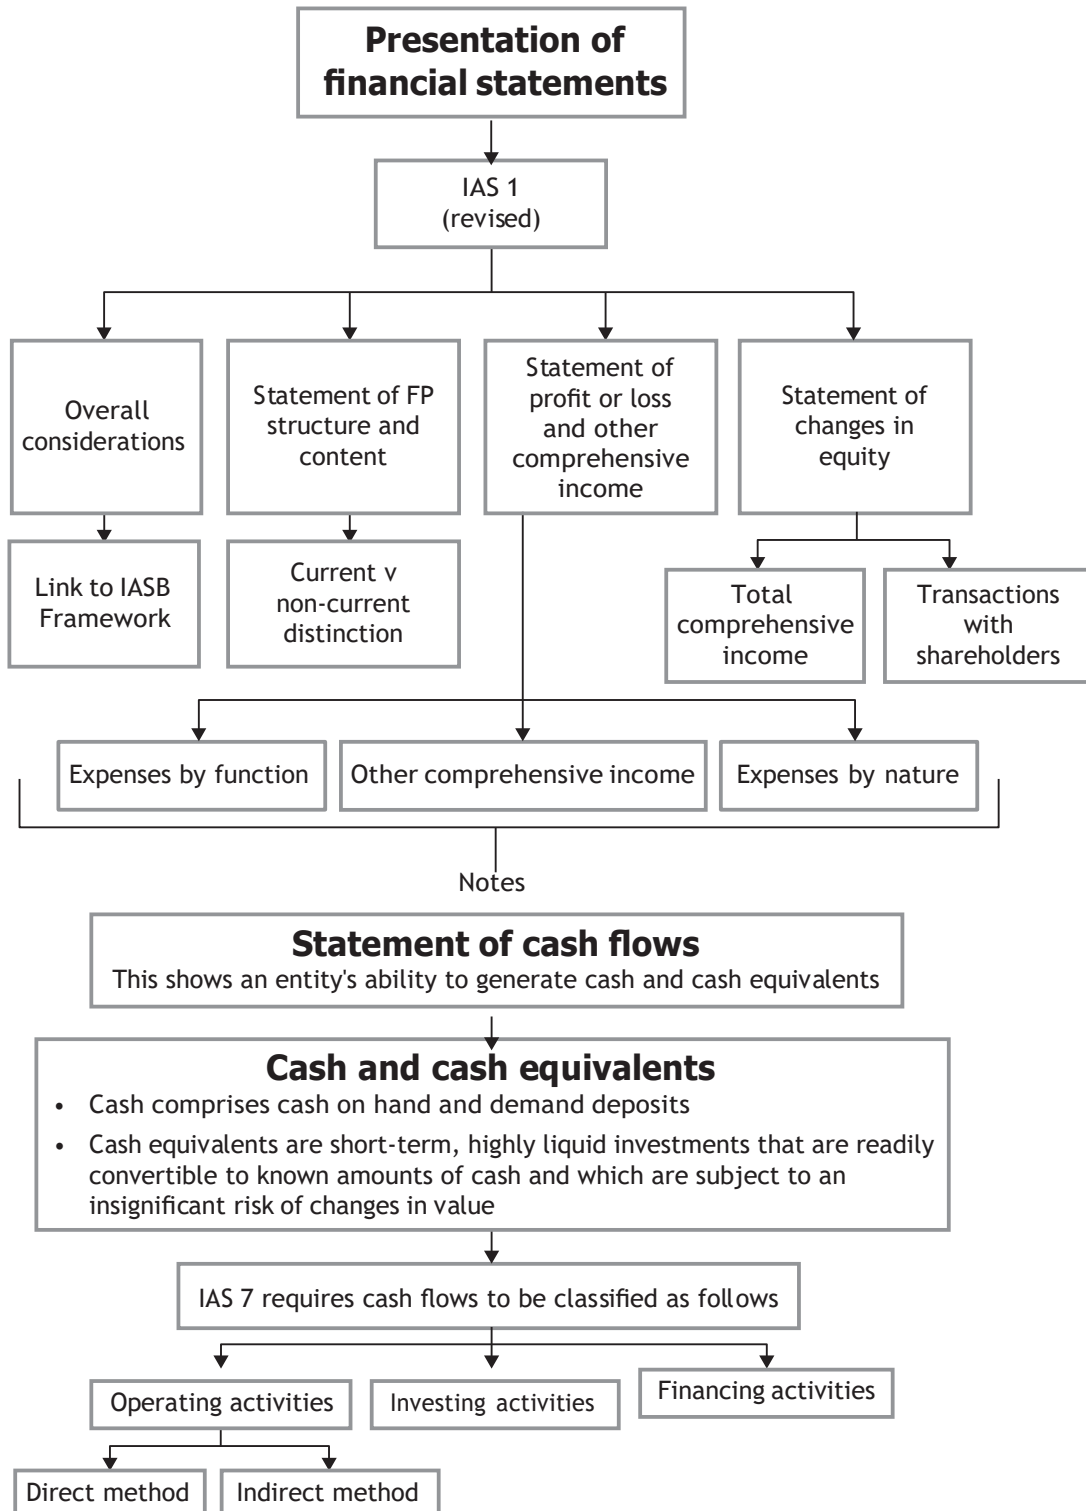 Presentation of
financial statements
IAS 1
(revised)
Overall
considerations
Statement of FP
structure and
content
Statement of
profit or loss
and other
comprehensive
income
Statement of
changes in
equity
Link to IASB
Framework
Current v
non-current
distinction
Total
comprehensive
income
Transactions
with
shareholders
Expenses by function
Other comprehensive income
Expenses by nature
Notes
Statement of cash flows
This shows an entity's ability to generate cash and cash equivalents
Cash and cash equivalents
• Cash comprises cash on hand and demand deposits
• Cash equivalents are short-term, highly liquid investments that are readily
convertible to known amounts of cash and which are subject to an
insignificant risk of changes in value
IAS 7 requires cash flows to be classified as follows
Operating activities
Investing activities
Financing activities
Direct method
Indirect method